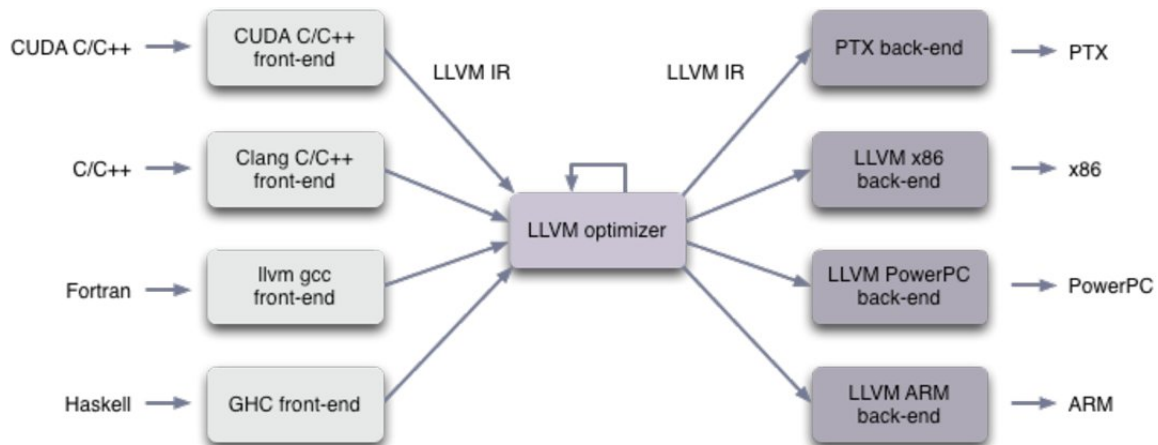 CUDA C/C++
CUDA C/C++
front-end
LLVM IR
LLVM IR
PTX back-end
PTX
C/C++
Clang C/C++
front-end
LLVM x86
back-end
x86
LLVM optimizer
Fortran
llvm gcc
front-end
LLVM PowerPC
back-end
PowerPC
Haskell
GHC front-end
LLVM ARM
back-end
ARM